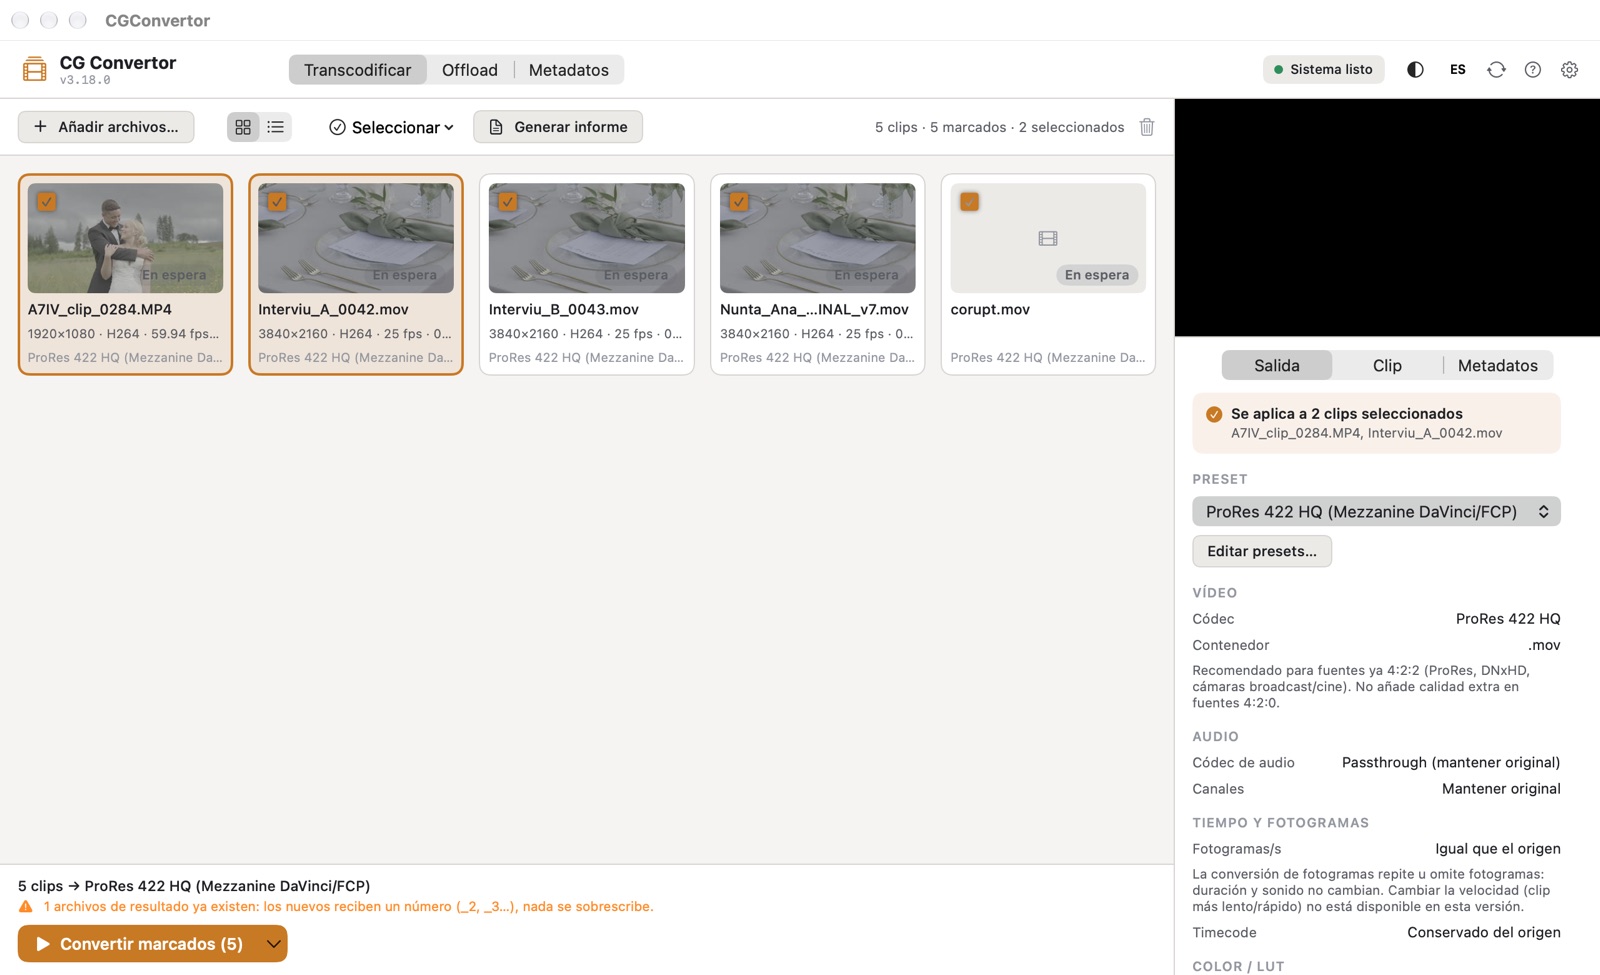 CGConvertor
CG Convertor
v3.18.0
Transcodificar
Offload
Metadatos
Sistema listo
ES
Añadir archivos...
Seleccionar
Generar informe
5 clips · 5 marcados · 2 seleccionados
En espera
A7IV_clip_0284.MP4
1920×1080 · H264 · 59.94 fps...
ProRes 422 HQ (Mezzanine Da...
En espera
Interviu_A_0042.mov
3840×2160 · H264 · 25 fps · 0...
ProRes 422 HQ (Mezzanine Da...
En espera
Interviu_B_0043.mov
3840×2160 · H264 · 25 fps · 0...
ProRes 422 HQ (Mezzanine Da...
En espera
Nunta_Ana_...INAL_v7.mov
3840×2160 · H264 · 25 fps · 0...
ProRes 422 HQ (Mezzanine Da...
En espera
corupt.mov
ProRes 422 HQ (Mezzanine Da...
Salida
Clip
Metadatos
Se aplica a 2 clips seleccionados
A7IV_clip_0284.MP4, Interviu_A_0042.mov
PRESET
ProRes 422 HQ (Mezzanine DaVinci/FCP)
Editar presets...
VÍDEO
Códec ProRes 422 HQ
Contenedor .mov
Recomendado para fuentes ya 4:2:2 (ProRes, DNxHD,
cámaras broadcast/cine). No añade calidad extra en
fuentes 4:2:0.
AUDIO
Códec de audio Passthrough (mantener original)
Canales Mantener original
TIEMPO Y FOTOGRAMAS
Fotogramas/s Igual que el origen
La conversión de fotogramas repite u omite fotogramas:
duración y sonido no cambian. Cambiar la velocidad (clip
más lento/rápido) no está disponible en esta versión.
Timecode Conservado del origen
COLOR / LUT
5 clips → ProRes 422 HQ (Mezzanine DaVinci/FCP)
1 archivos de resultado ya existen: los nuevos reciben un número (_2, _3...), nada se sobrescribe.
Convertir marcados (5)